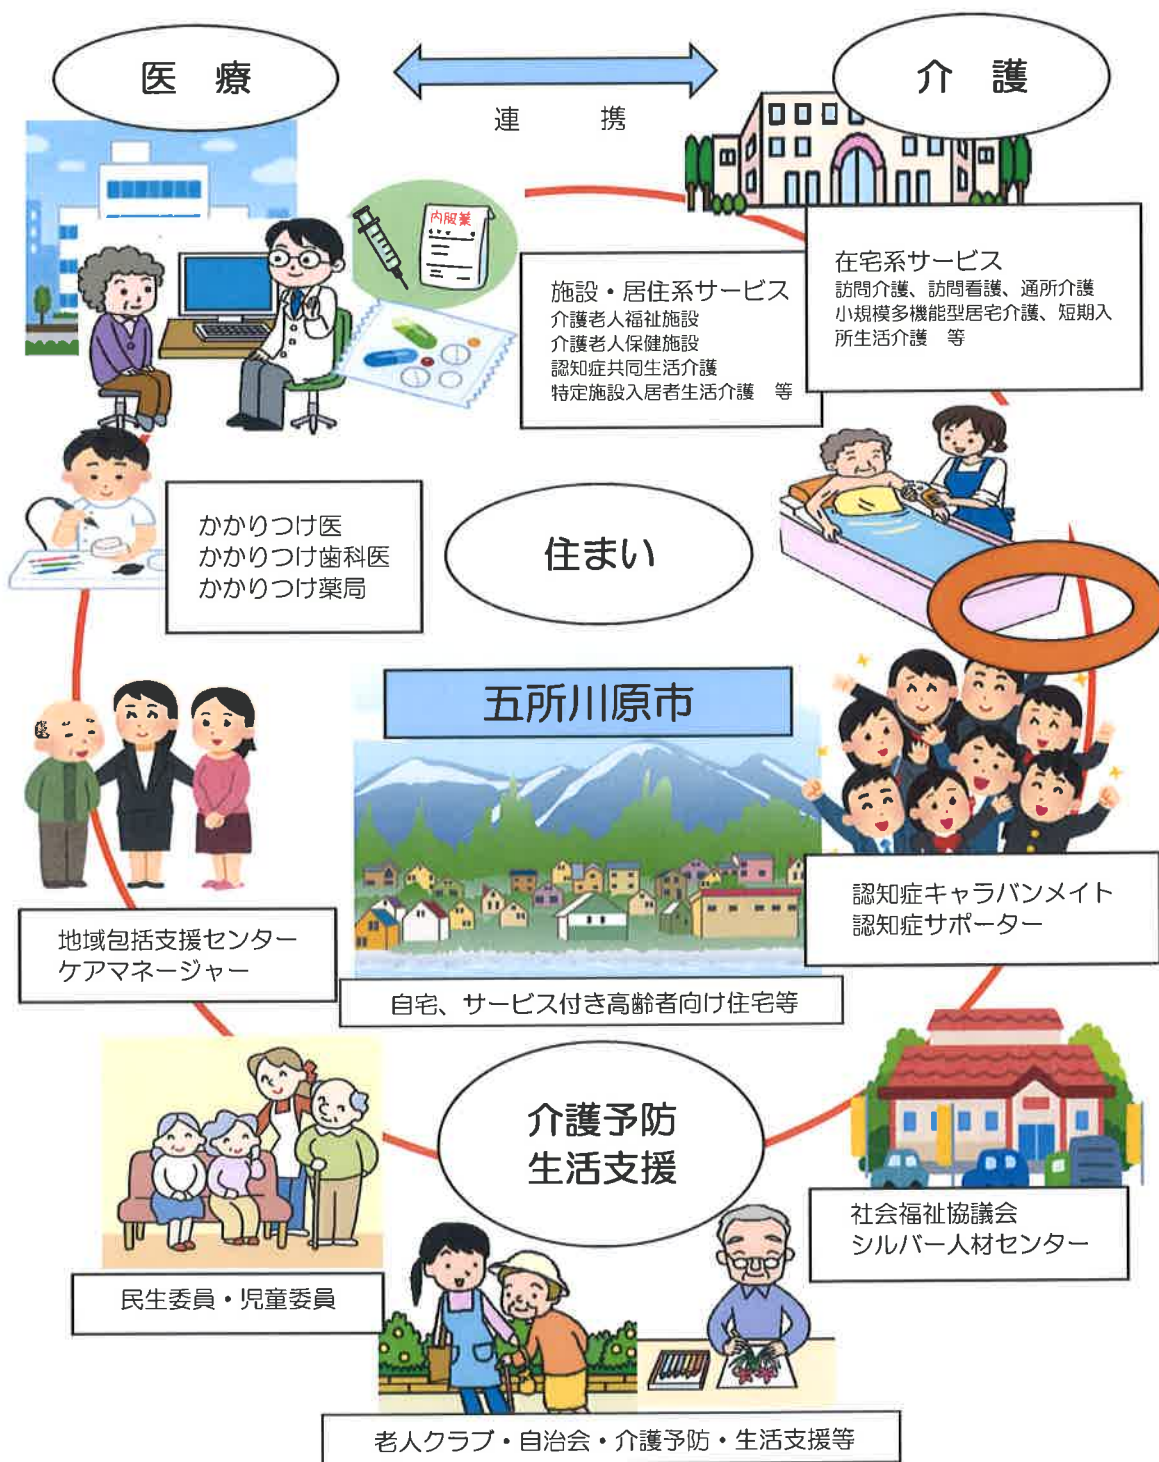 医　療
介　護
連　携
内服薬
施設・居住系サービス
介護老人福祉施設
介護老人保健施設
認知症共同生活介護
特定施設入居者生活介護　等
在宅系サービス
訪問介護、訪問看護、通所介護
小規模多機能型居宅介護、短期入
所生活介護　等
かかりつけ医
かかりつけ歯科医
かかりつけ薬局
住まい
五所川原市
地域包括支援センター
ケアマネージャー
認知症キャラバンメイト
認知症サポーター
自宅、サービス付き高齢者向け住宅等
介護予防
生活支援
社会福祉協議会
シルバー人材センター
民生委員・児童委員
老人クラブ・自治会・介護予防・生活支援等